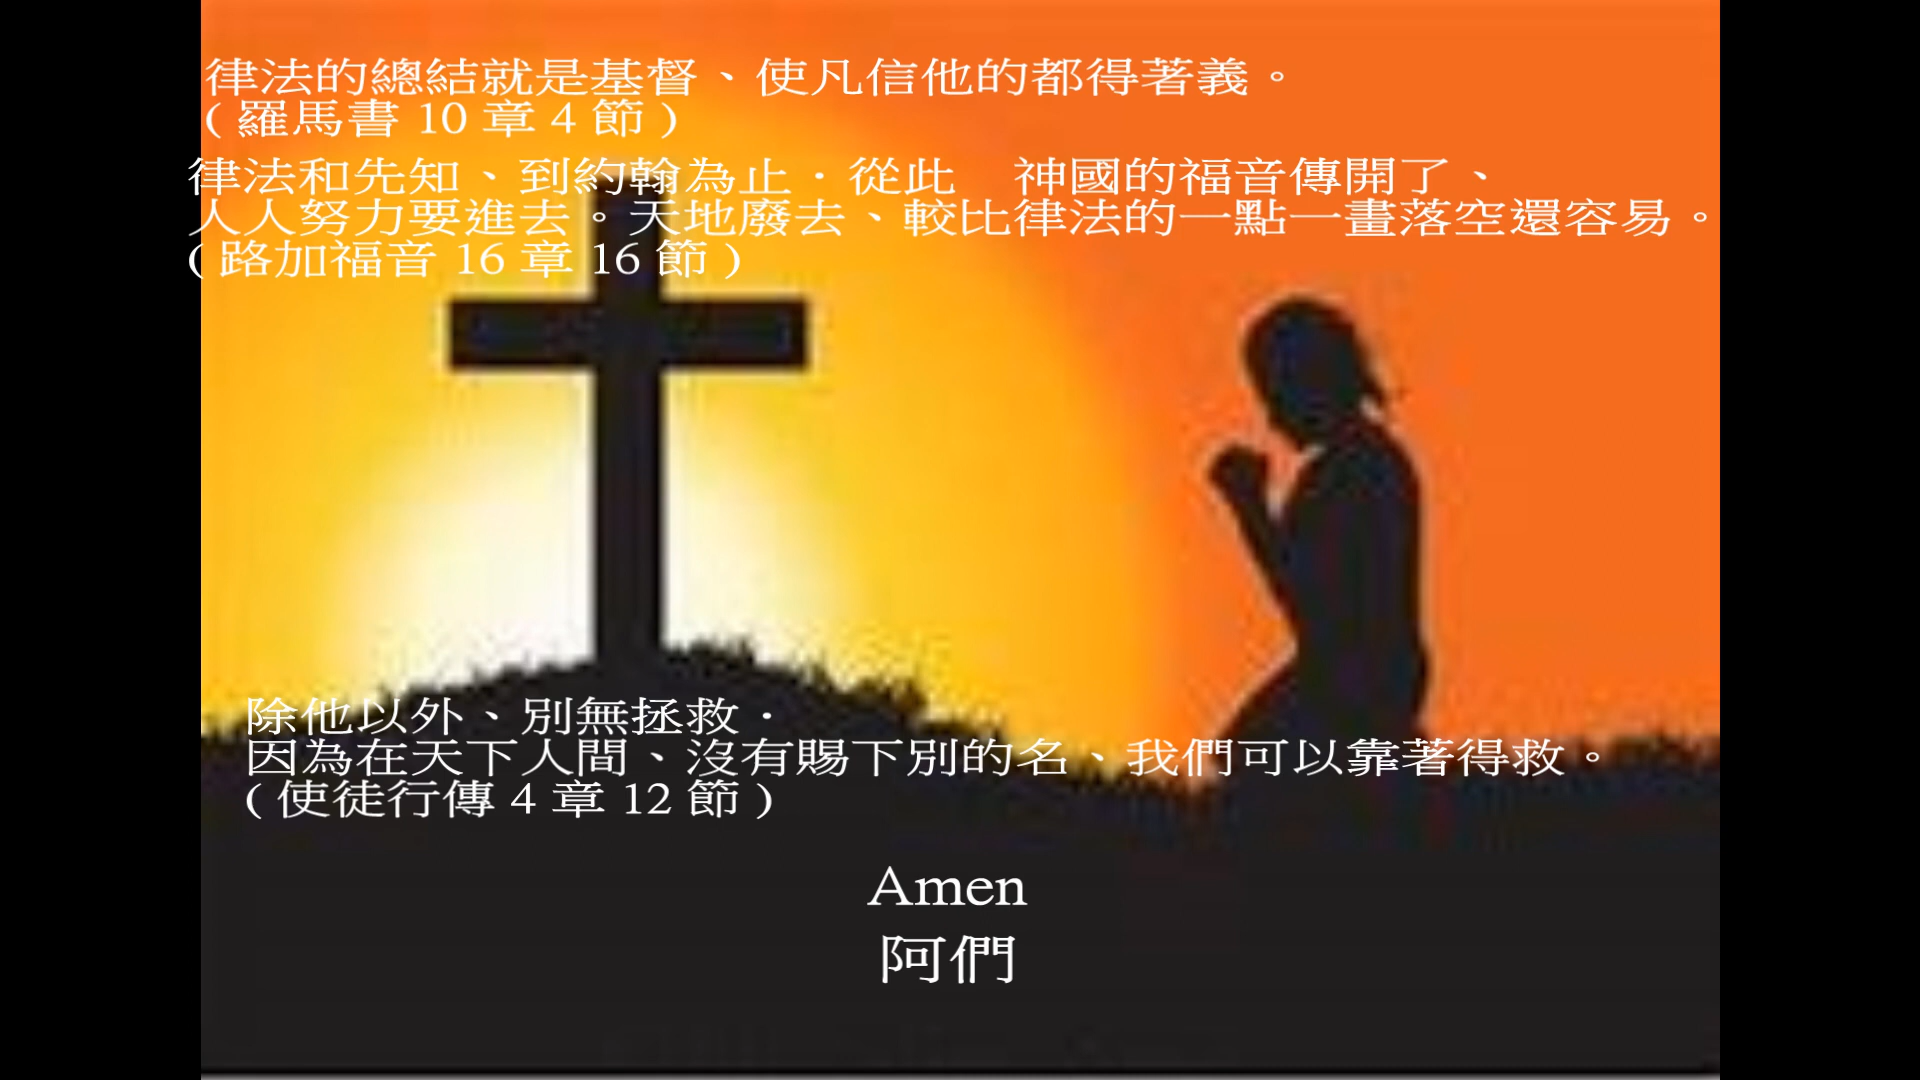 律法的總結就是基督、使凡信他的都得著義。
(羅馬書 10 章 4 節)
律法和先知、到約翰為止．從此　神國的福音傳開了、
人人努力要進去。天地廢去、較比律法的一點一畫落空還容易。
(路加福音 16 章 16 節)
除他以外、別無拯救．
因為在天下人間、沒有賜下別的名、我們可以靠著得救。
(使徒行傳 4 章 12 節)
Amen
阿們